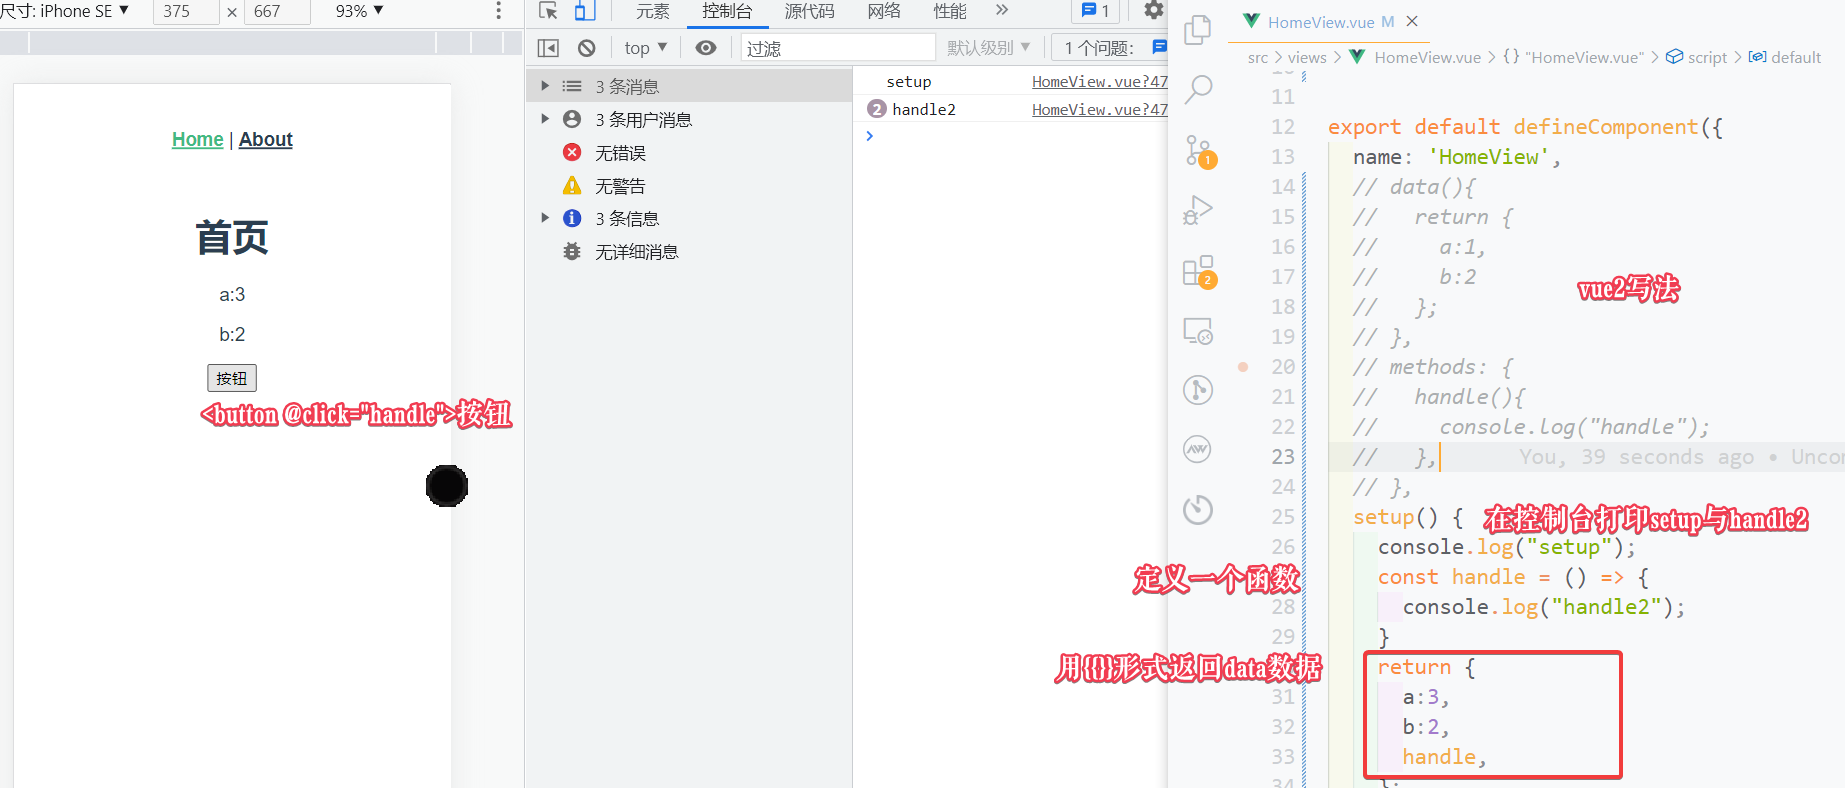 尺寸: iPhone SE ▼ 375 × 667 93% ▼
Home | About
首页
a:3
b:2
按钮
<button @click="handle">按钮
元素 控制台 源代码 网络 性能 » 1
top ▼ 过滤 默认级别 ▼ 1 个问题:
3 条消息
3 条用户消息
无错误
无警告
3 条信息
无详细消息
setup HomeView.vue?47
2 handle2 HomeView.vue?47
HomeView.vue M ×
src > views > HomeView.vue > {} "HomeView.vue" > script > default
1
2
11
12 export default defineComponent({
13 name: 'HomeView',
14 // data(){
15 // return {
16 // a:1,
17 // b:2
18 // };
19 // },
20 // methods: {
21 // handle(){
22 // console.log("handle");
23 // }, You, 39 seconds ago • Uncor
24 // },
25 setup() {
26 console.log("setup");
const handle = () => {
28 console.log("handle2");
29 }
return {
31 a:3,
32 b:2,
33 handle,
34 };
vue2写法
在控制台打印setup与handle2
定义一个函数
用{{}}形式返回data数据